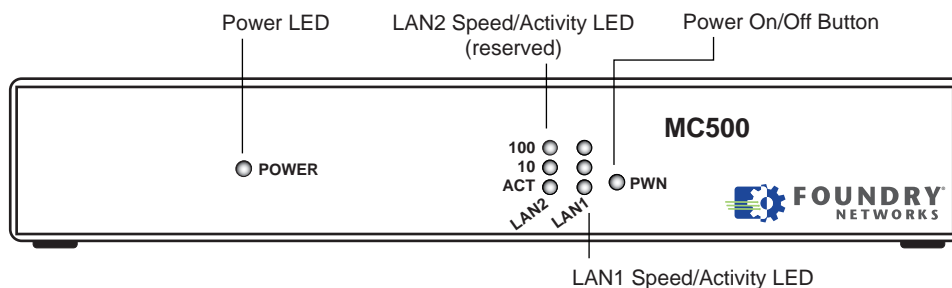 Power LED
LAN2 Speed/Activity LED
(reserved)
Power On/Off Button
MC500
100
10
ACT
POWER
LAN2
LAN1
PWN
FOUNDRY®
NETWORKS
LAN1 Speed/Activity LED